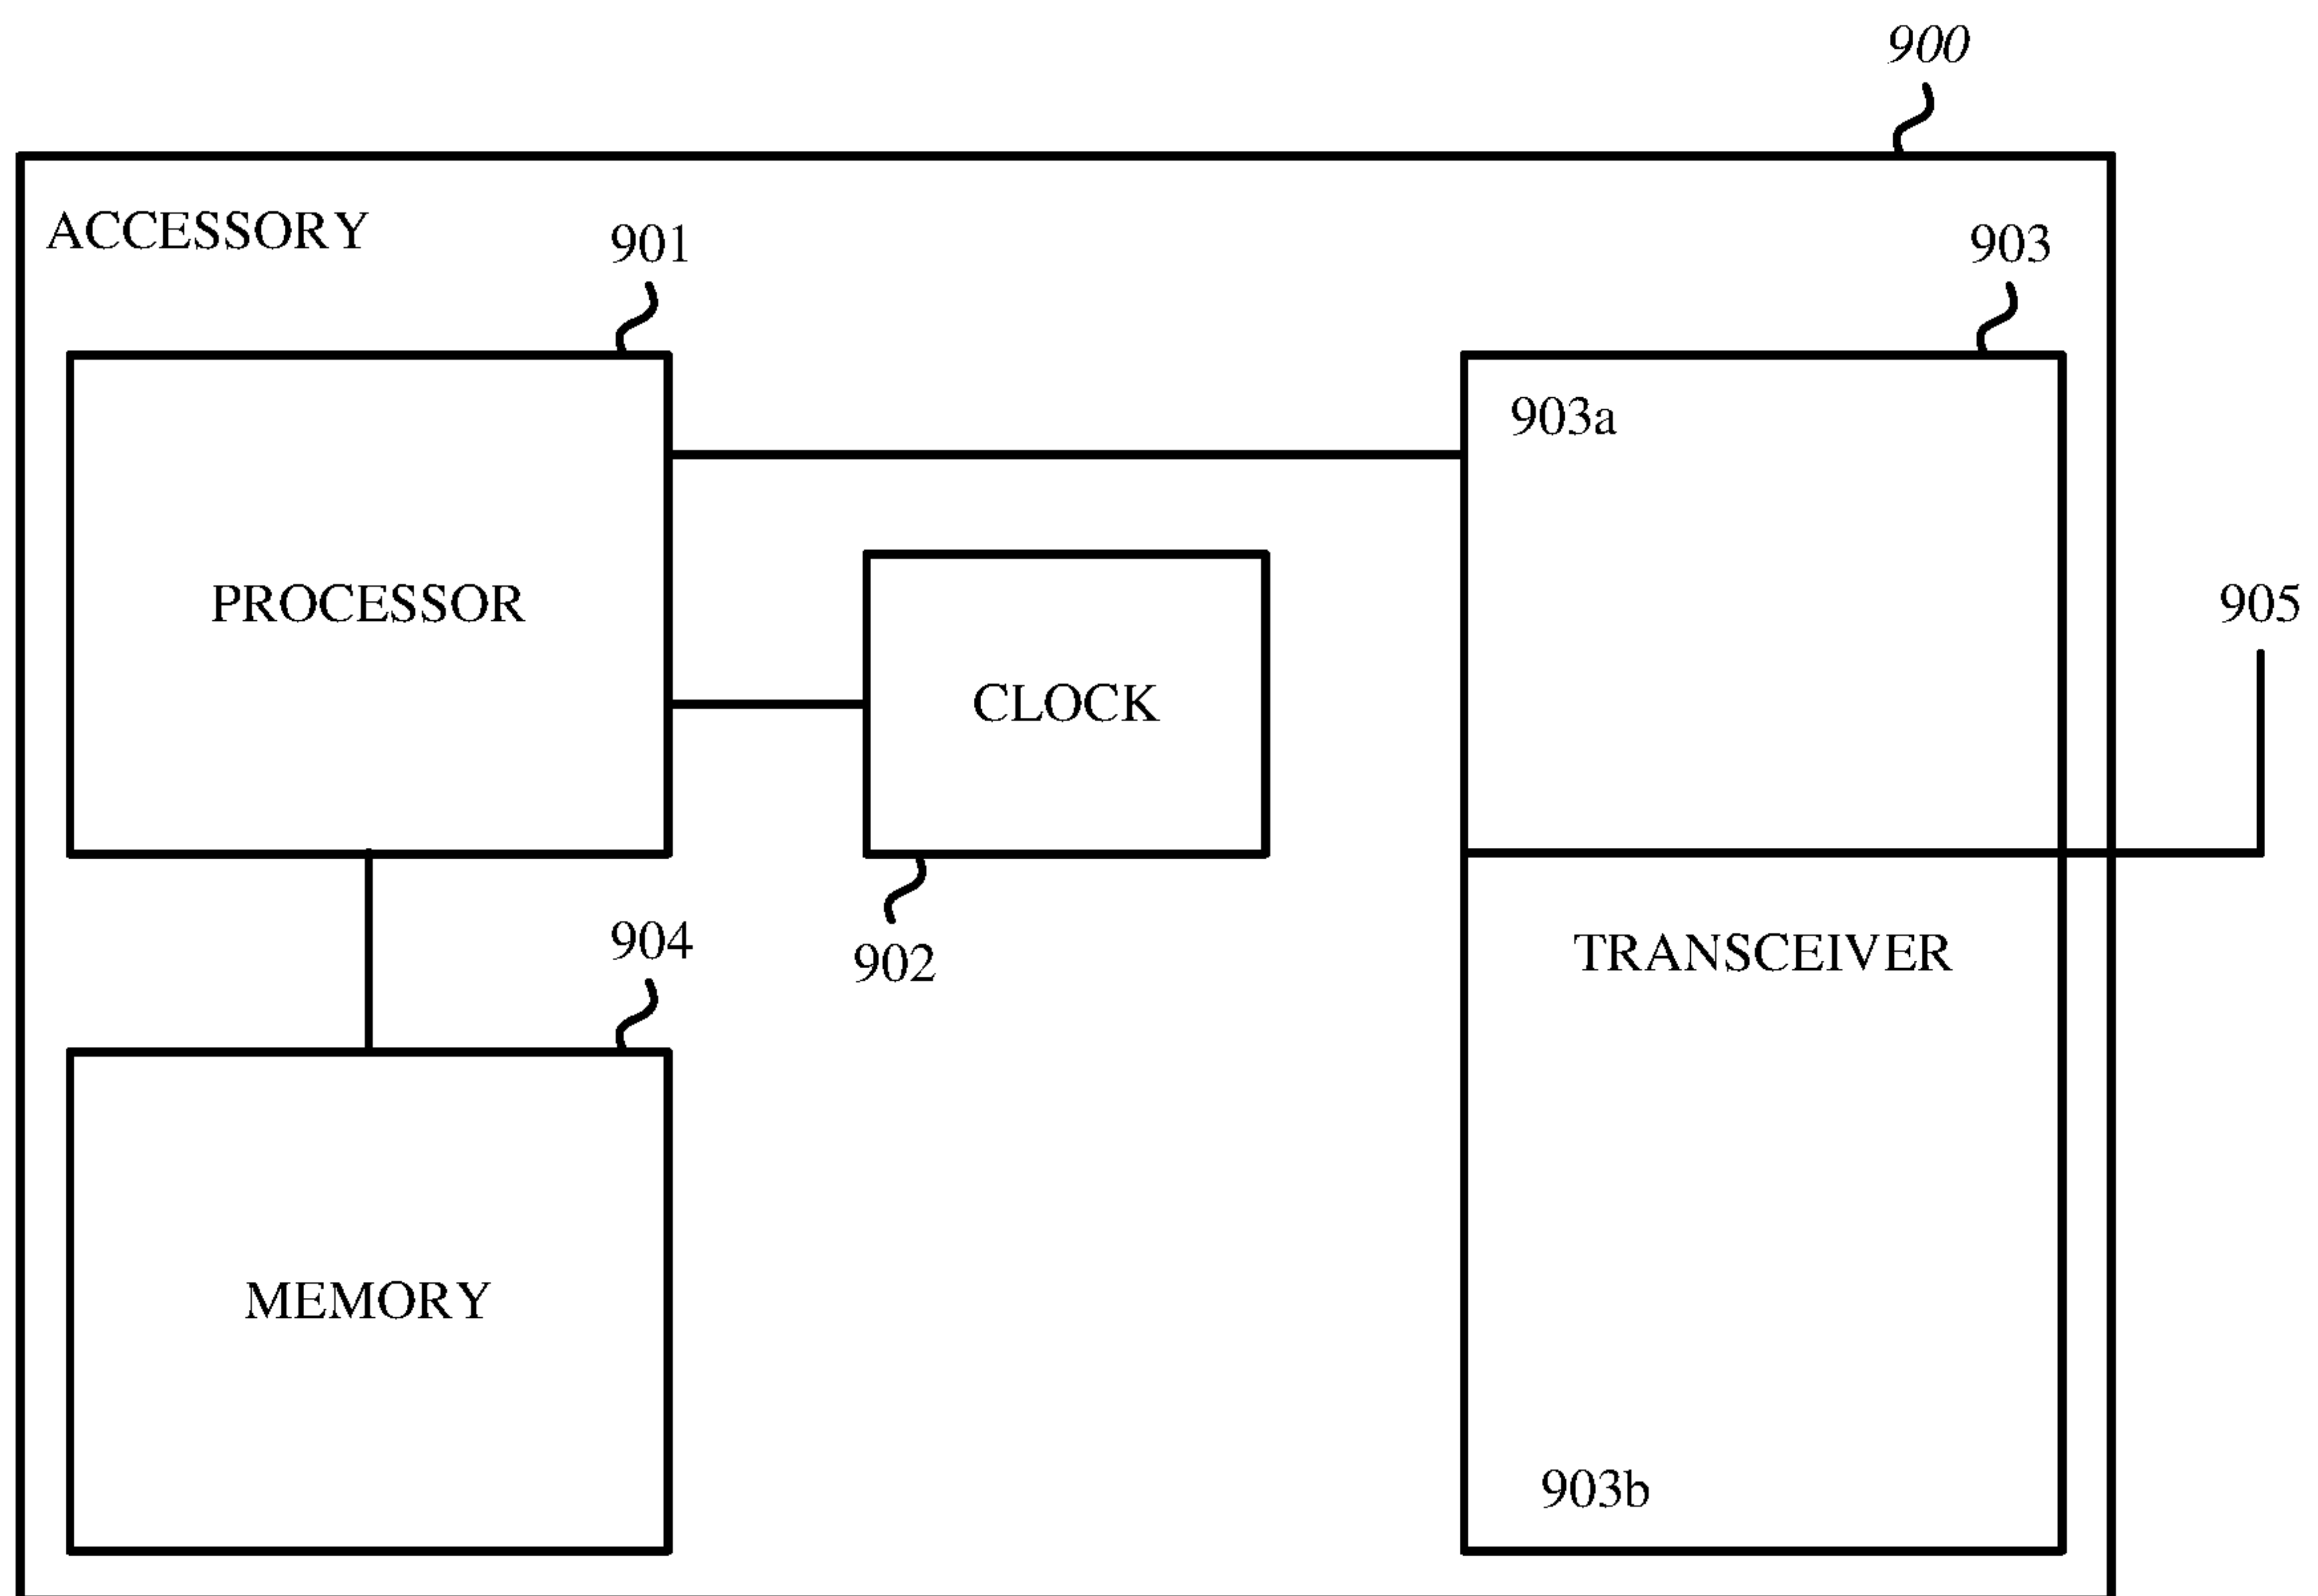 900
ACCESSORY
901
903
903a
PROCESSOR
905
CLOCK
904
902
TRANSCEIVER
MEMORY
903b